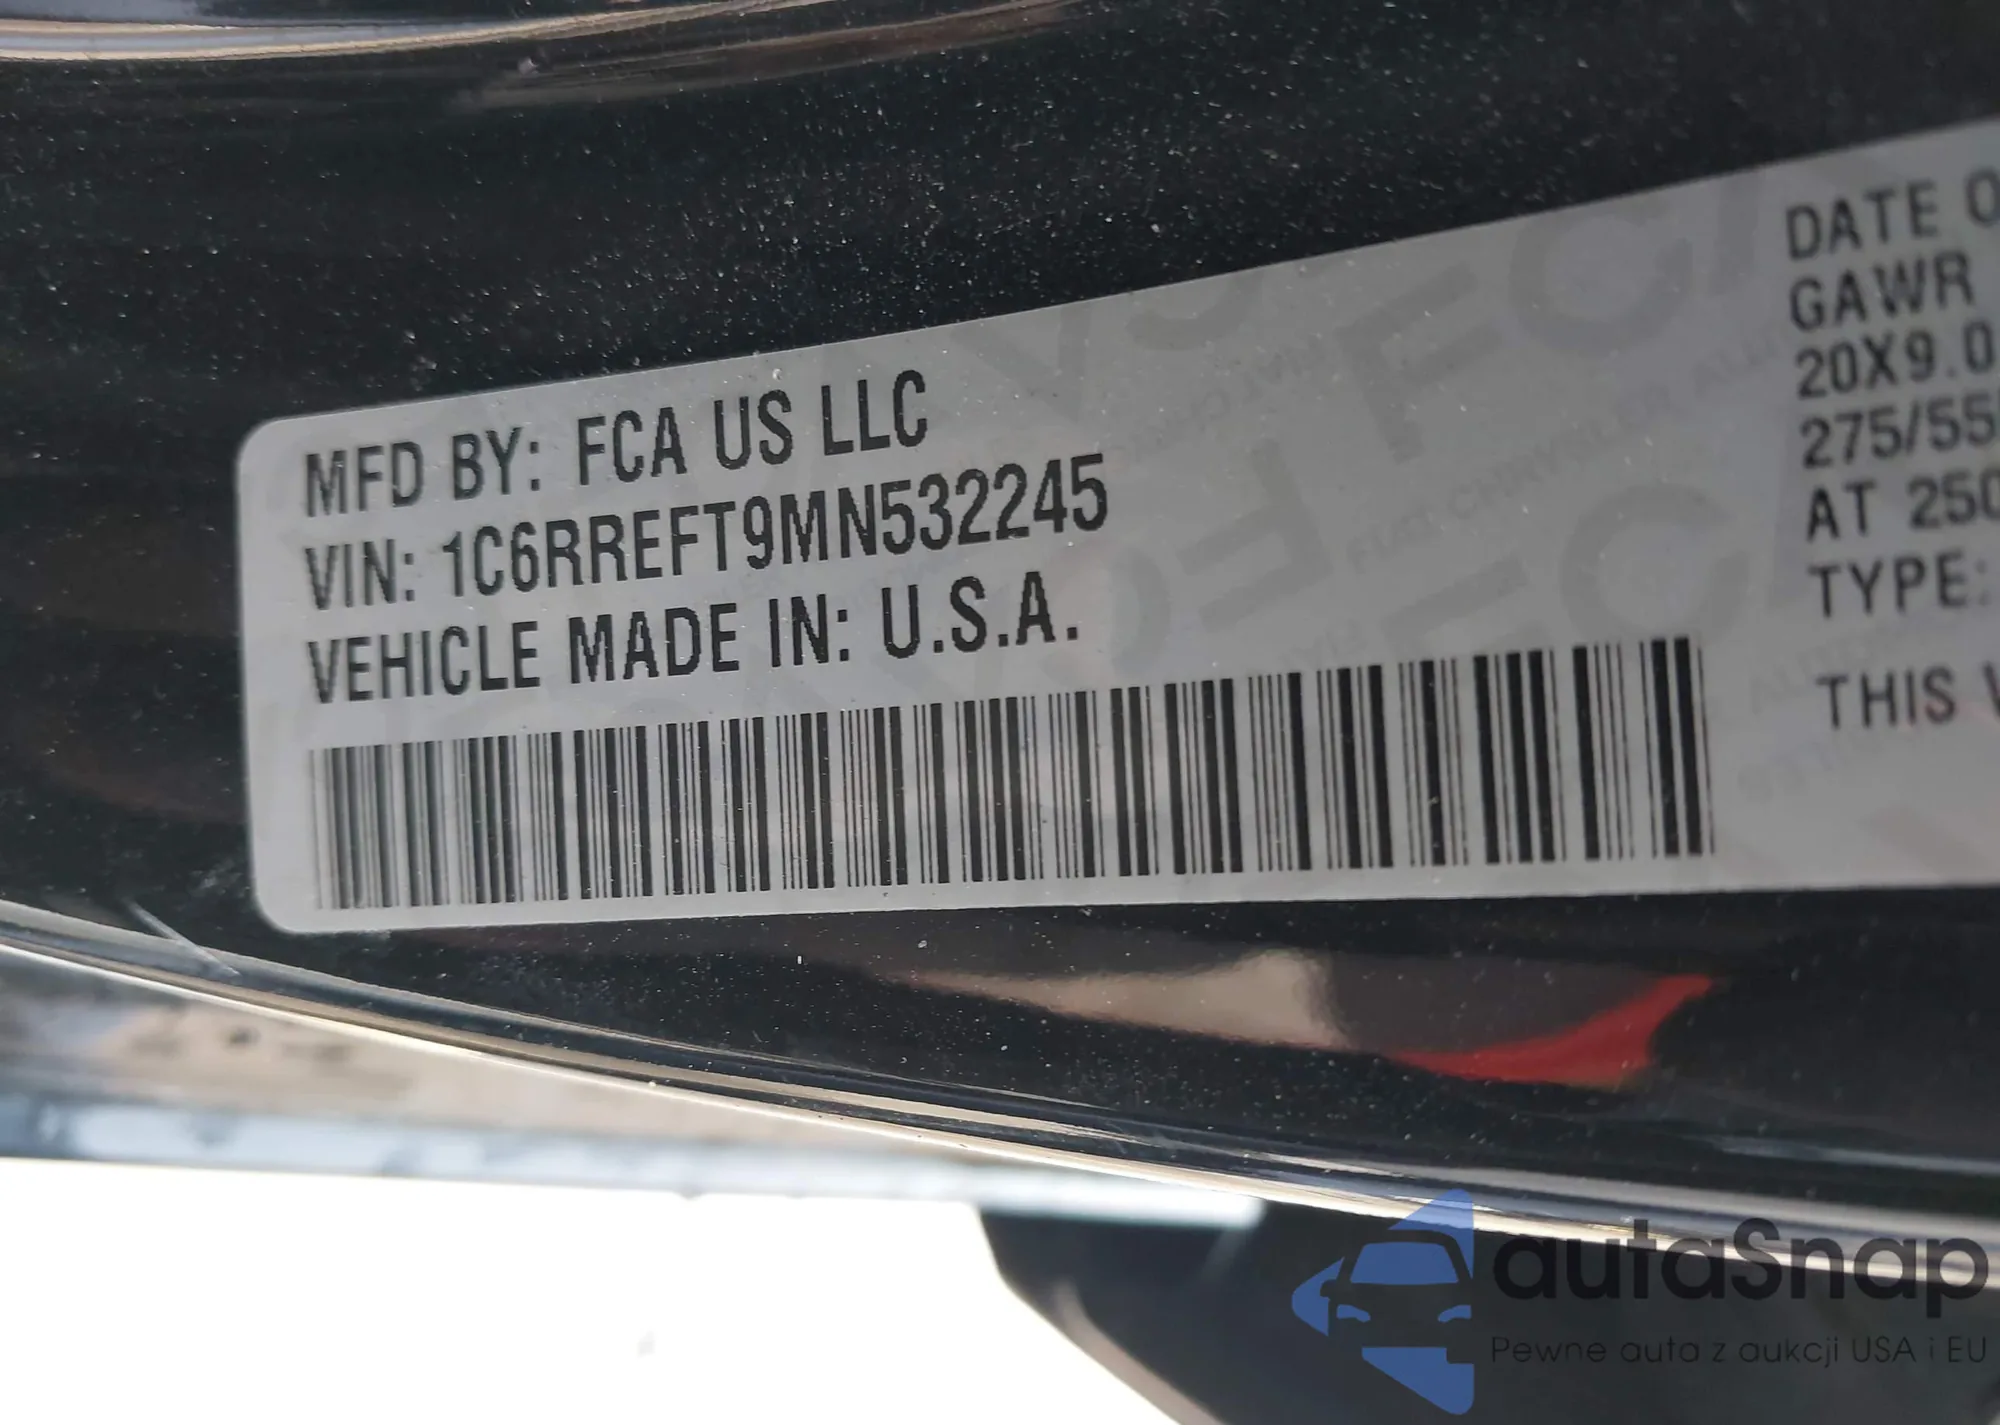 MFD BY: FCA US LLC
VIN: 1C6RREFT9MN532245
VEHICLE MADE IN: U.S.A.
DATE O
GAWR
20X9.0
275/55
AT 250
TYPE:
THIS V
autaSnap
Pewne auta z aukcji USA i EU